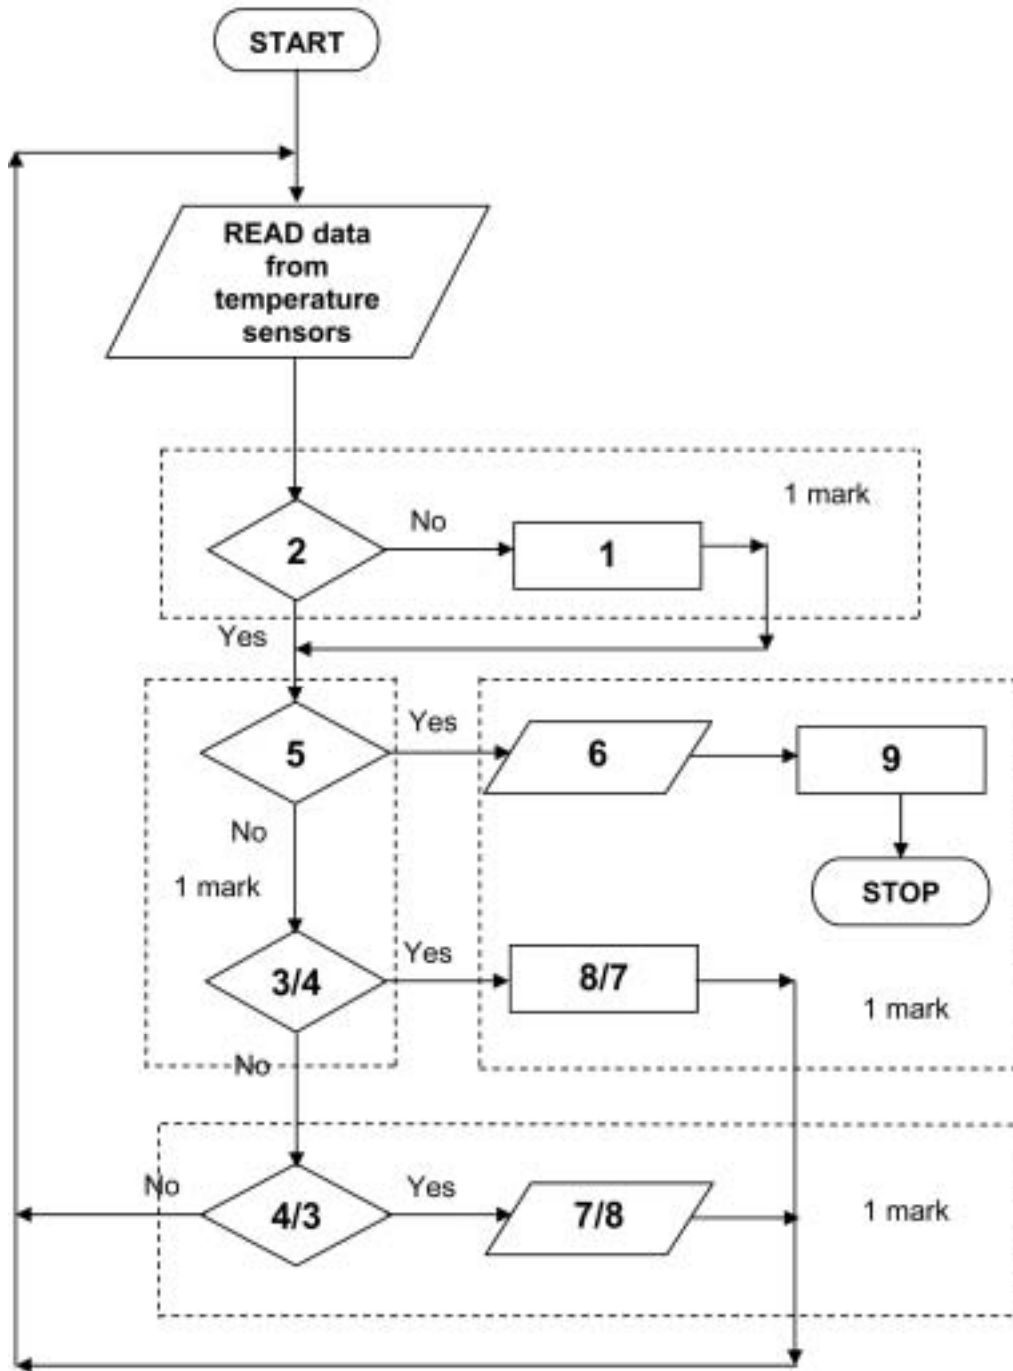 START
READ data
from
temperature
sensors
1 mark
No
2
1
Yes
5
Yes
6
9
No
1 mark
STOP
3/4
Yes
8/7
1 mark
No
No
4/3
Yes
7/8
1 mark